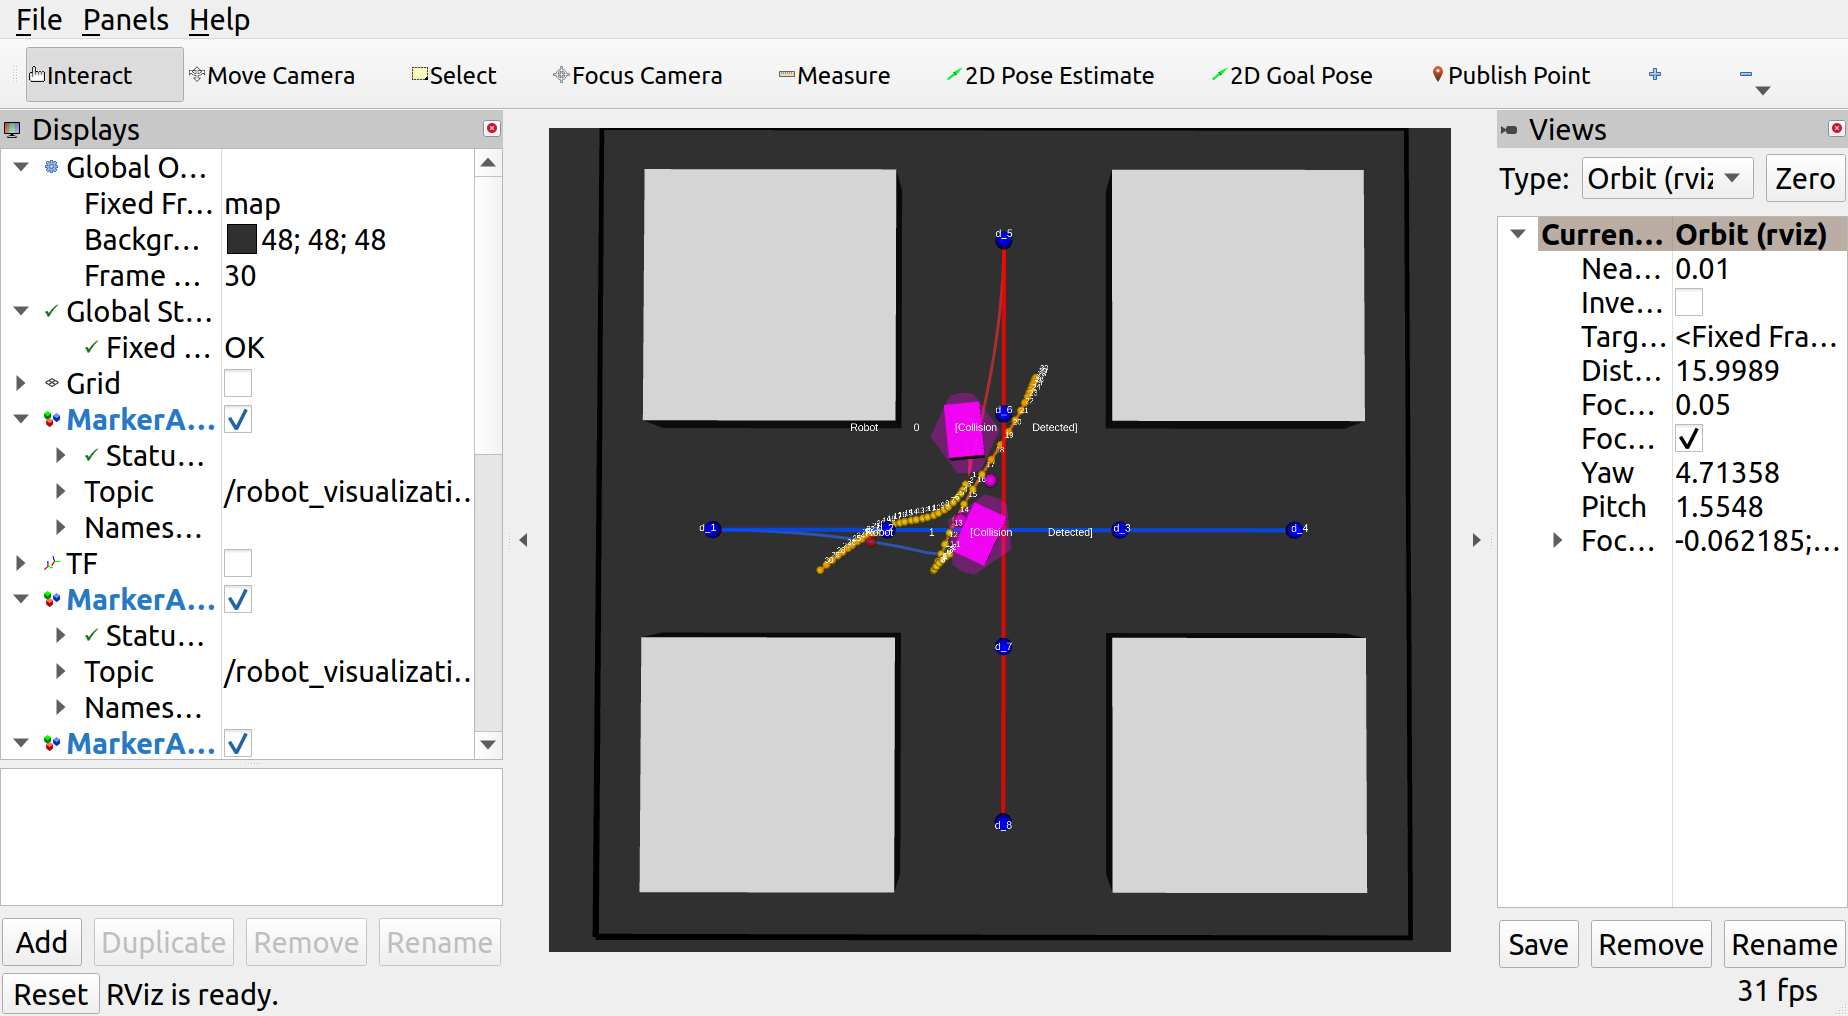 File Panels Help
Interact Move Camera Select Focus Camera Measure 2D Pose Estimate 2D Goal Pose Publish Point
Displays
Global O...
Fixed Fr... map
Backgr... 48; 48; 48
Frame ... 30
Global St...
Fixed ... OK
Grid
MarkerA...
Statu...
Topic /robot_visualizati...
Names...
TF
MarkerA...
Statu...
Topic /robot_visualizati...
Names...
MarkerA...
Add Duplicate Remove Rename
Reset RViz is ready.
d_5
d_6
Robot 0 [Collision Detected]
d_1
d_3
d_4
Robot 1 [Collision Detected]
d_7
d_8
Views
Type: Orbit (rviz Zero
Curren... Orbit (rviz)
Nea... 0.01
Inve...
Targ... <Fixed Fra...
Dist... 15.9989
Foc... 0.05
Foc...
Yaw 4.71358
Pitch 1.5548
Foc... -0.062185;...
Save Remove Rename
31 fps